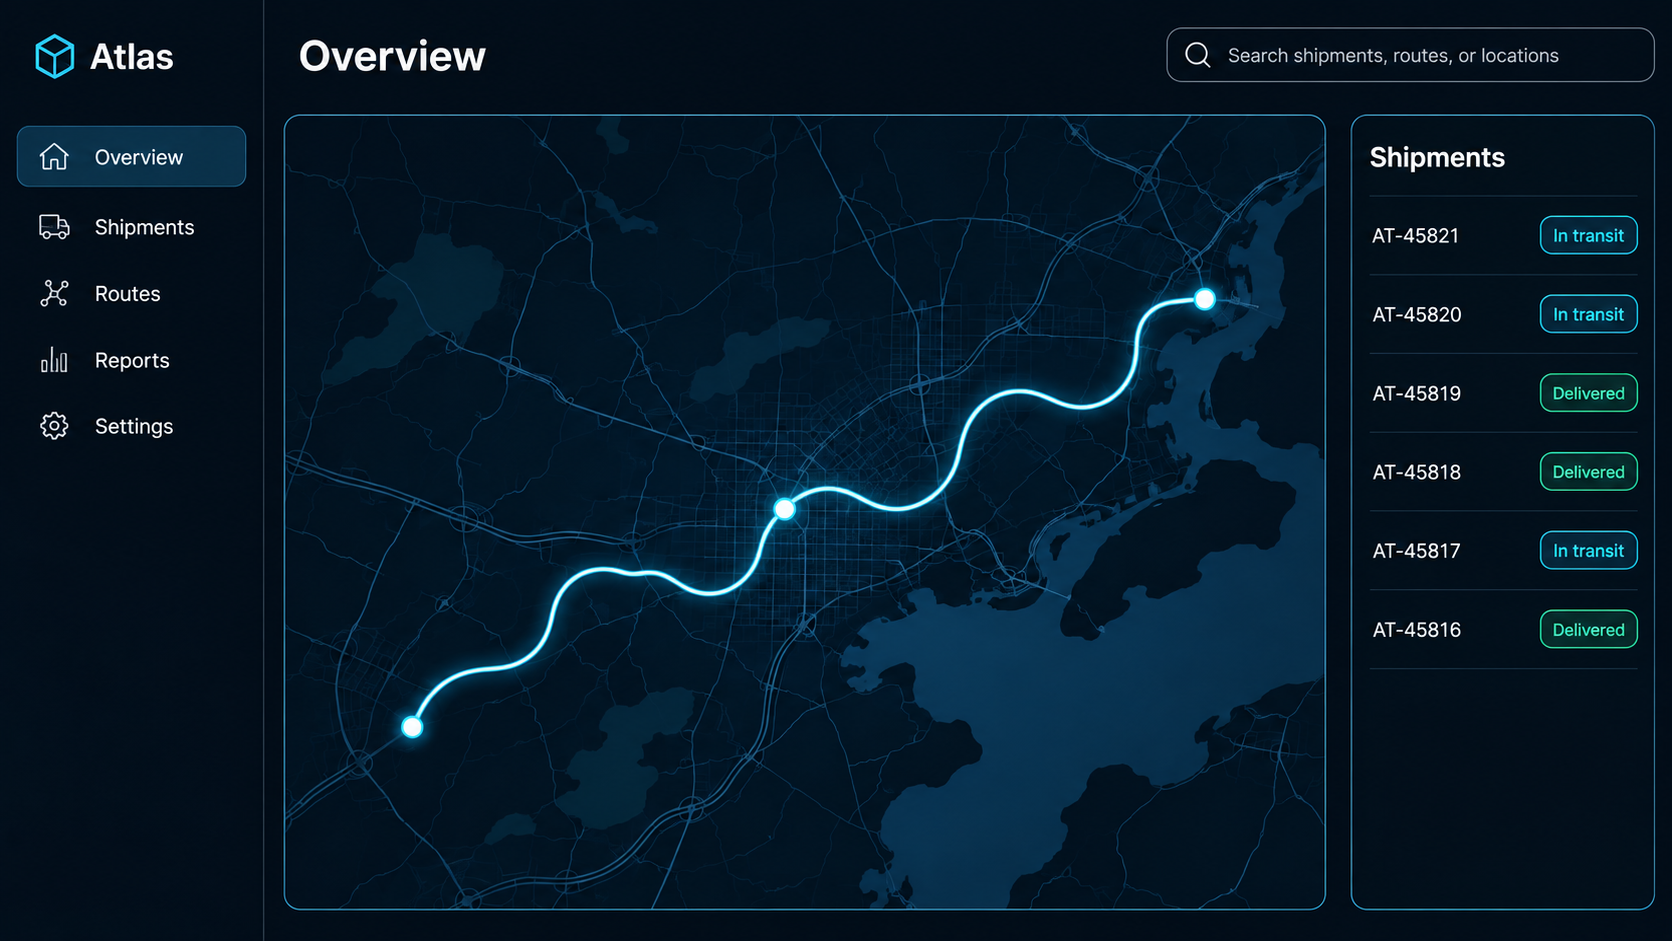 Atlas
Overview
Shipments
Routes
Reports
Settings
Overview
Search shipments, routes, or locations
Shipments
AT-45821 In transit
AT-45820 In transit
AT-45819 Delivered
AT-45818 Delivered
AT-45817 In transit
AT-45816 Delivered